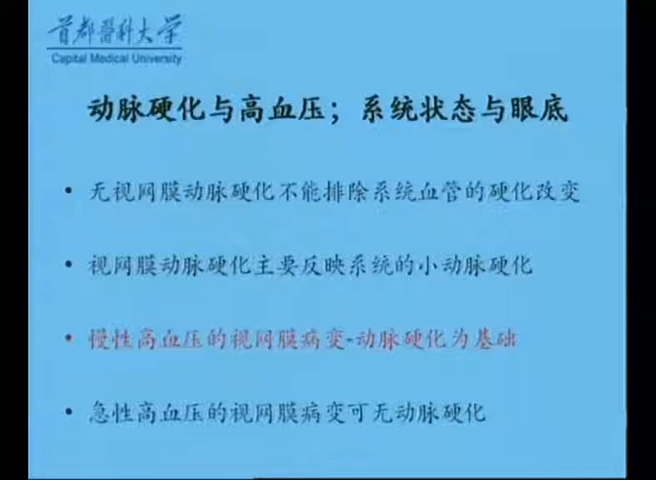 首都醫科大学
Capital Medical University
动脉硬化与高血压；系统状态与眼底
• 无视网膜动脉硬化不能排除系统血管的硬化改变
• 视网膜动脉硬化主要反映系统的小动脉硬化
• 慢性高血压的视网膜病变-动脉硬化为基础
• 急性高血压的视网膜病变可无动脉硬化